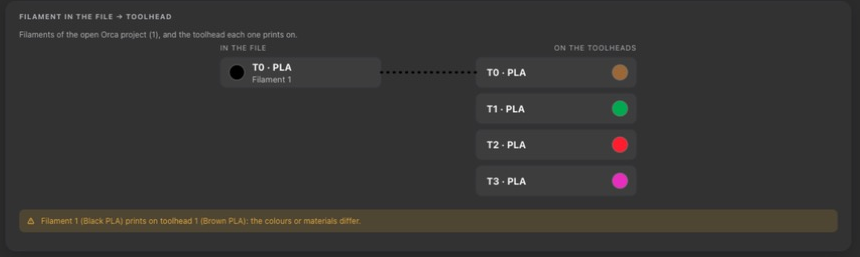 FILAMENT IN THE FILE → TOOLHEAD
Filaments of the open Orca project (1), and the toolhead each one prints on.
IN THE FILE
ON THE TOOLHEADS
T0 · PLA
Filament 1
T0 · PLA
T1 · PLA
T2 · PLA
T3 · PLA
⚠ Filament 1 (Black PLA) prints on toolhead 1 (Brown PLA): the colours or materials differ.